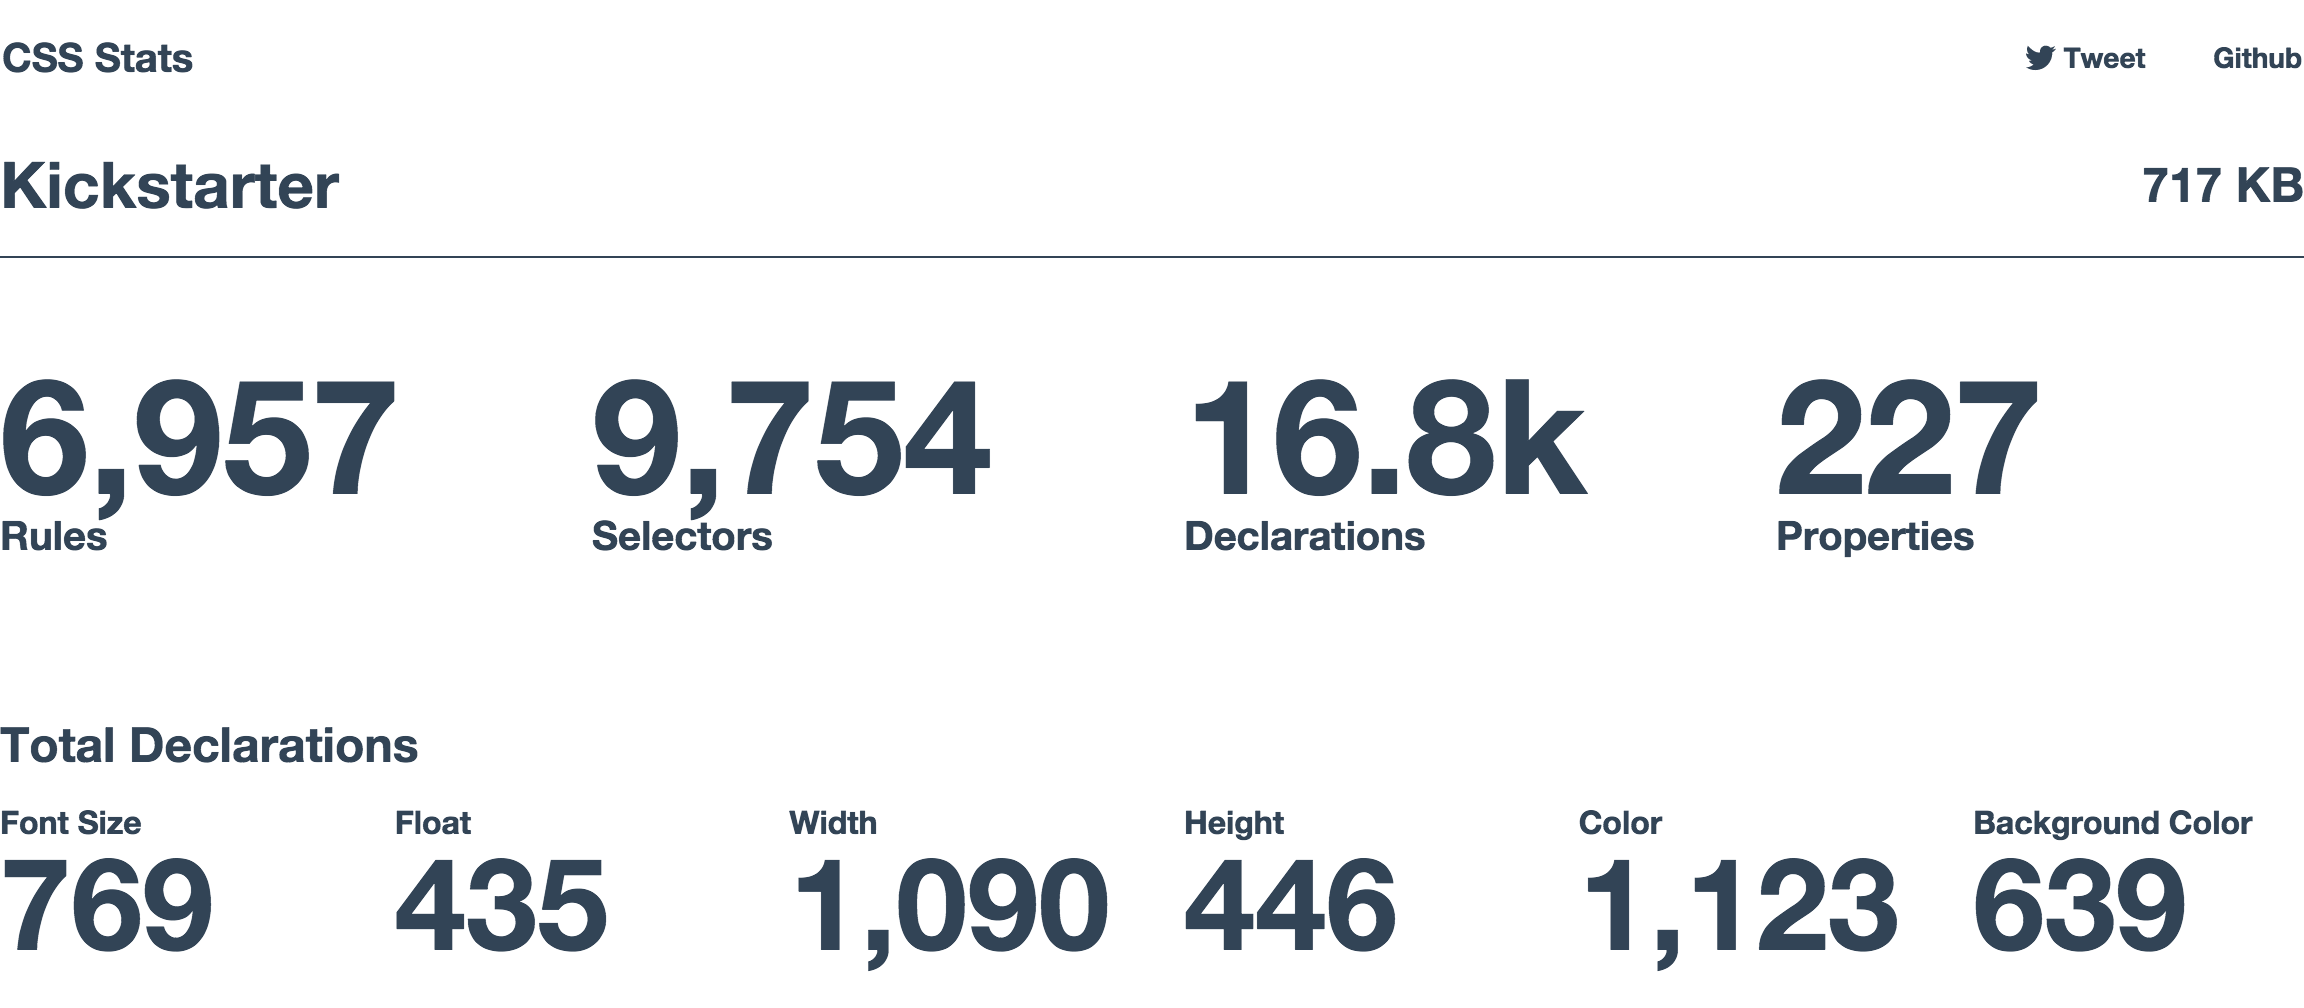 CSS Stats Tweet Github
Kickstarter 717 KB
6,957 9,754 16.8k 227
Rules Selectors Declarations Properties
Total Declarations
Font Size Float Width Height Color Background Color
769 435 1,090 446 1,123 639